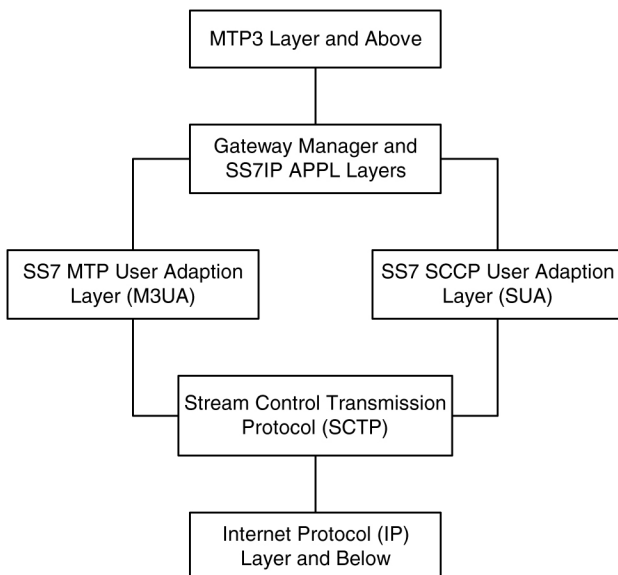 MTP3 Layer and Above
Gateway Manager and
SS7IP APPL Layers
SS7 MTP User Adaption
Layer (M3UA)
SS7 SCCP User Adaption
Layer (SUA)
Stream Control Transmission
Protocol (SCTP)
Internet Protocol (IP)
Layer and Below